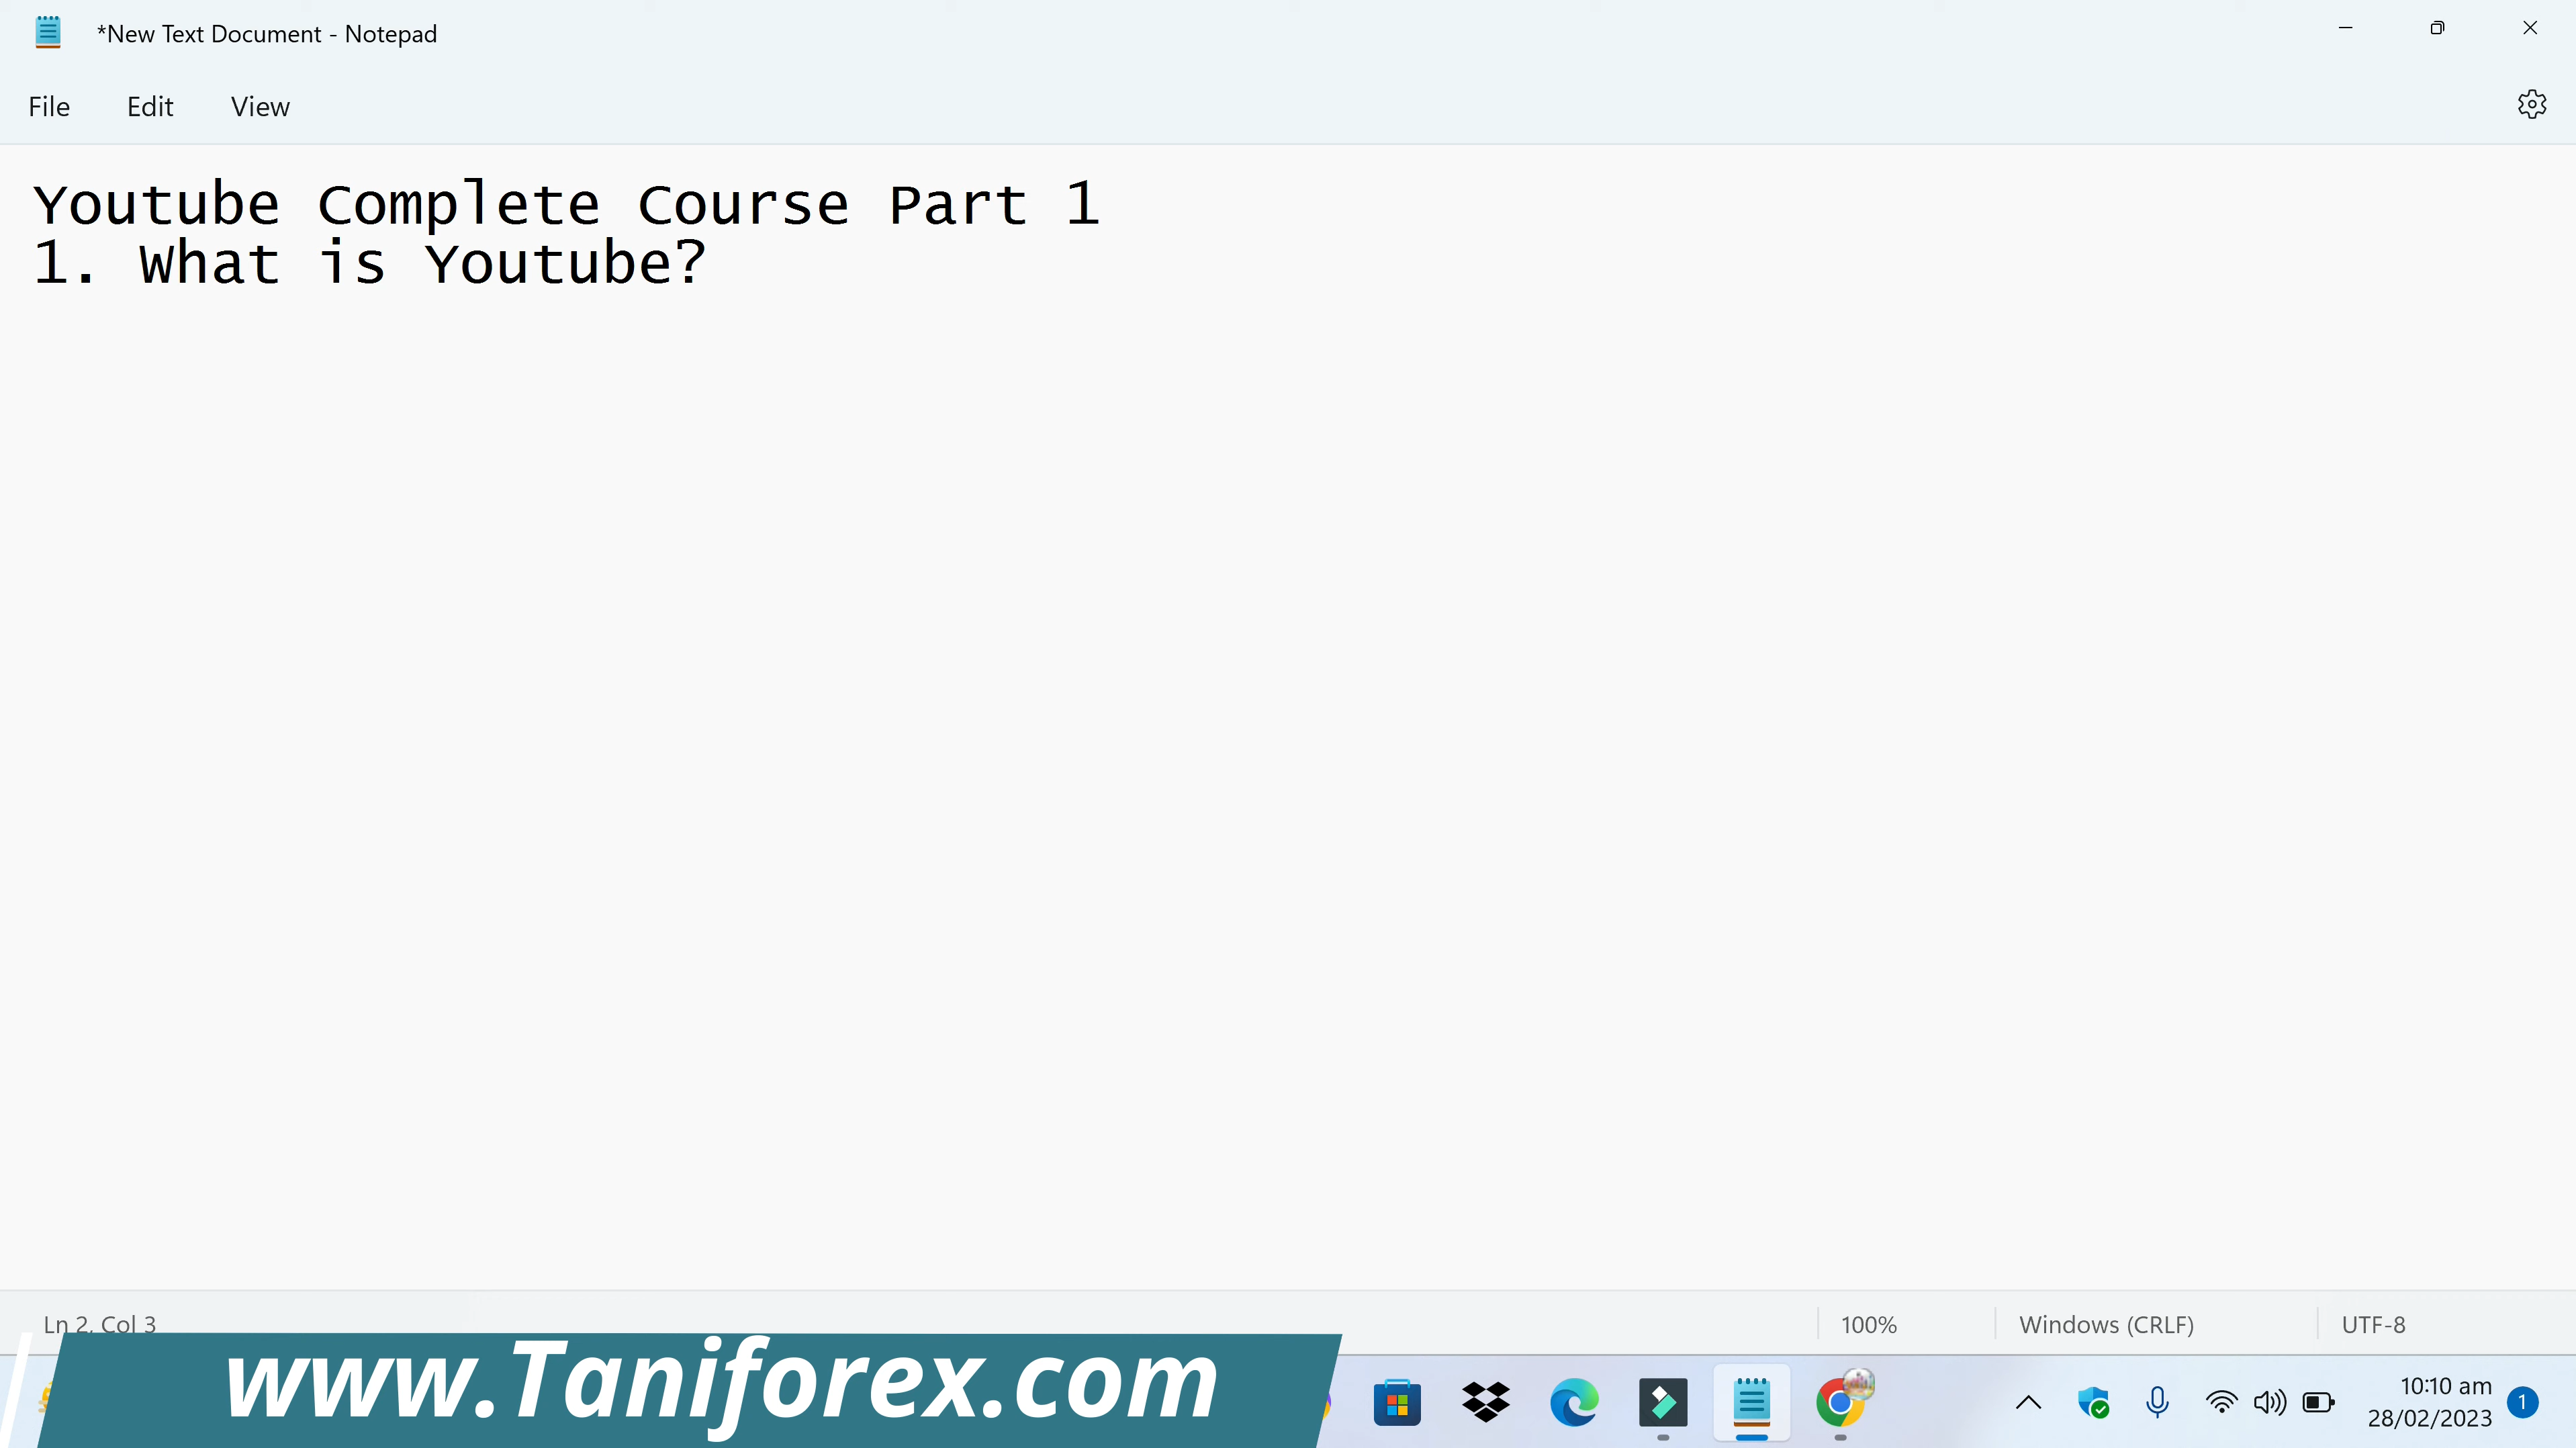 *New Text Document - Notepad
File Edit View
Youtube Complete Course Part 1
1. What is Youtube?
Ln 2, Col 3 100% Windows (CRLF) UTF-8
www.Taniforex.com
10:10 am
28/02/2023 1